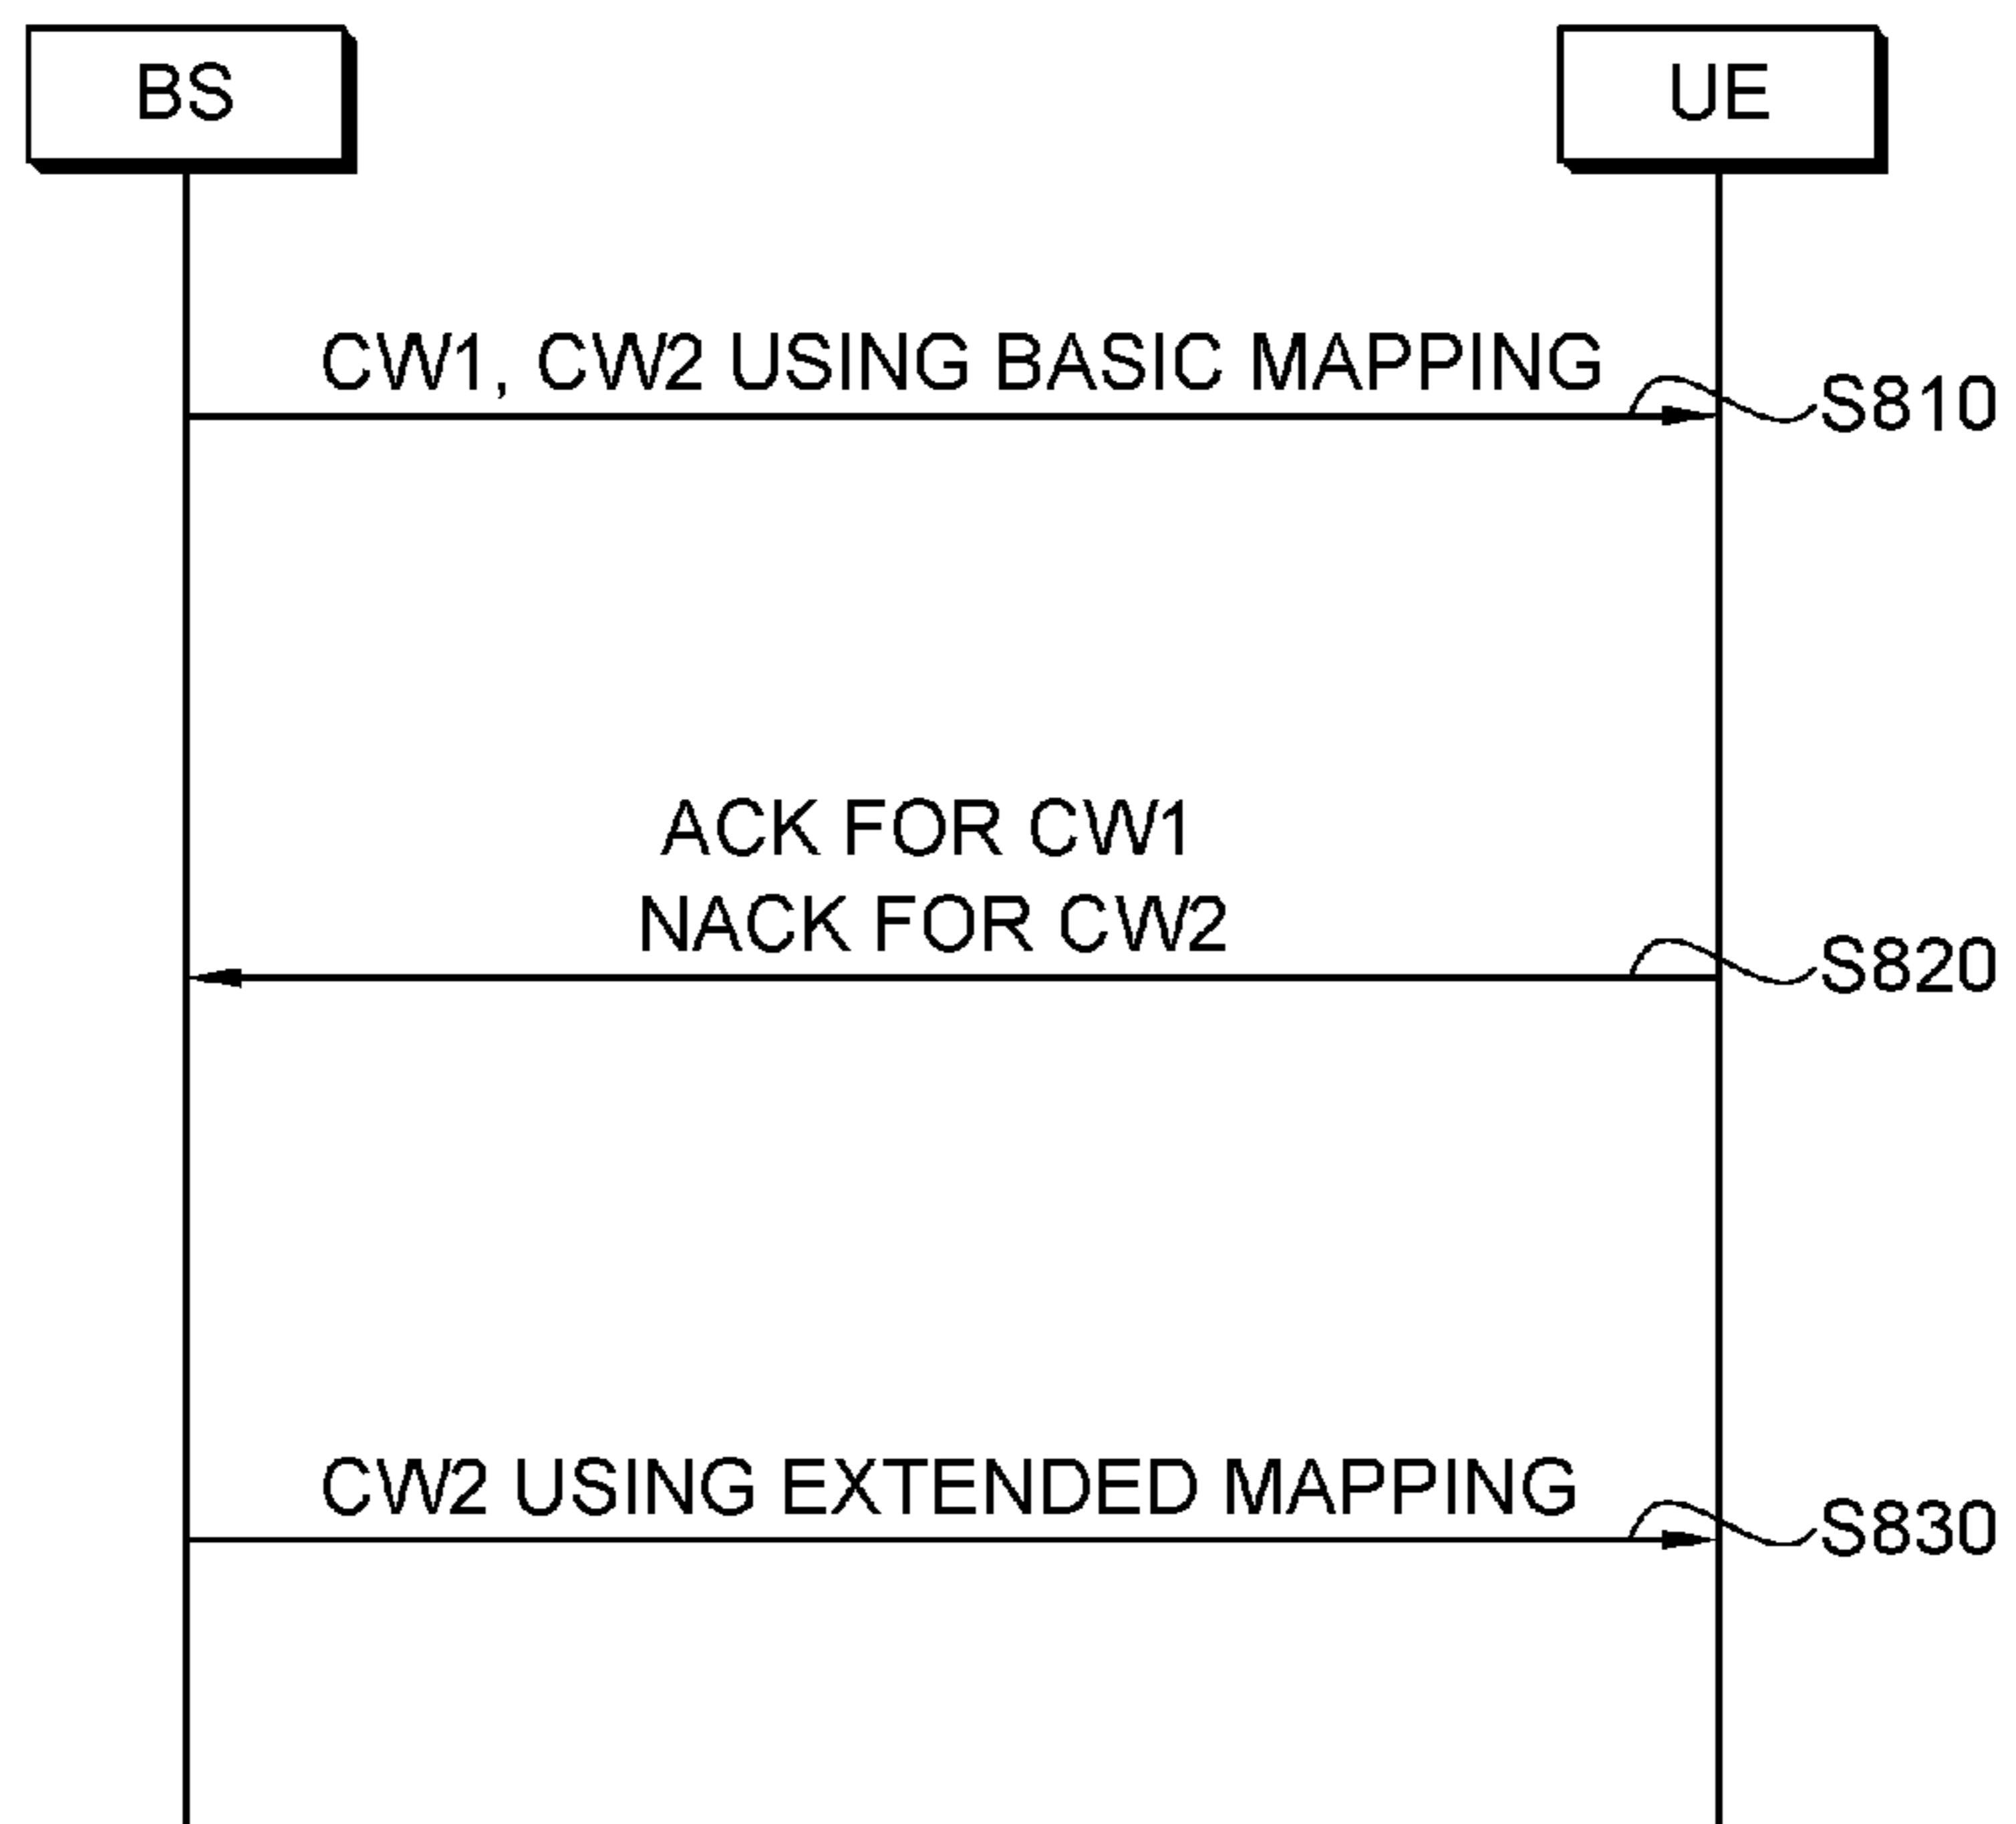 BS
UE
CW1, CW2 USING BASIC MAPPING
S810
ACK FOR CW1
NACK FOR CW2
S820
CW2 USING EXTENDED MAPPING
S830